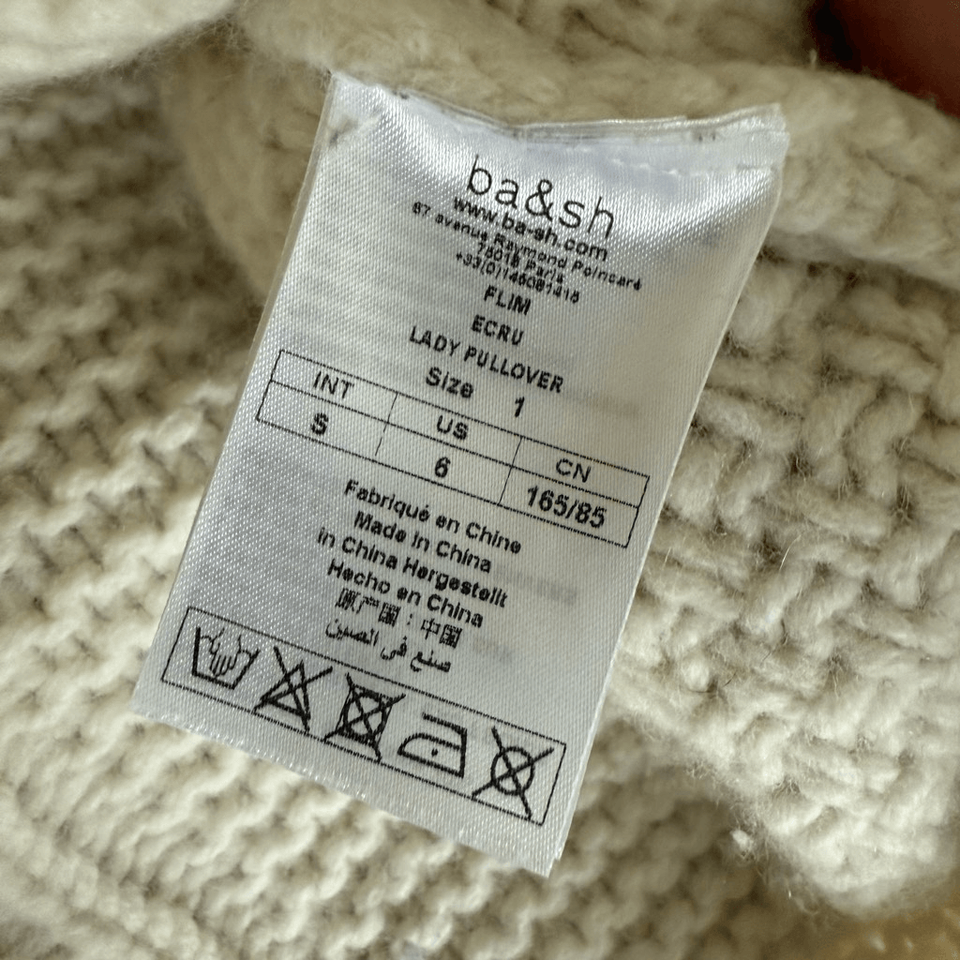 ba&sh
www.ba-sh.com
67 avenue Raymond Poincaré
75016 Paris
+33(0)146081418
FLIM
ECRU
LADY PULLOVER
Size 1
INT US CN
S 6 165/85
Fabriqué en Chine
Made in China
in China Hergestellt
Hecho en China
原产国：中国
صنع في الصين